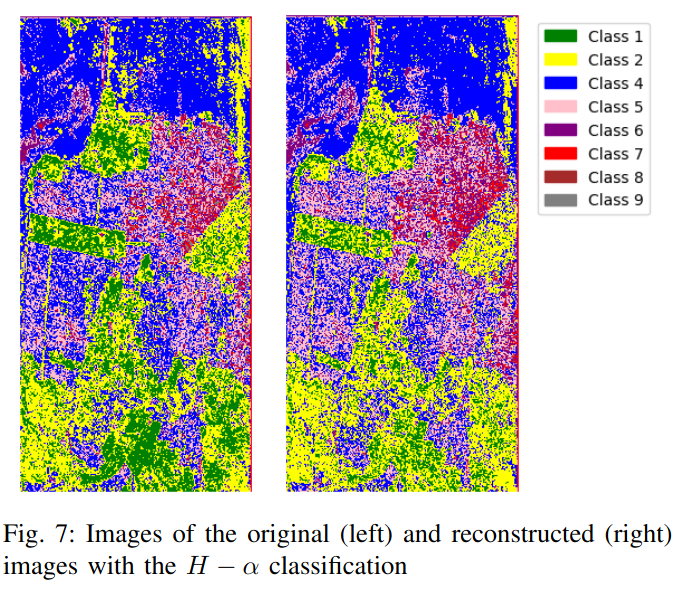 Class 1
Class 2
Class 4
Class 5
Class 6
Class 7
Class 8
Class 9
Fig. 7: Images of the original (left) and reconstructed (right)
images with the H − α classification